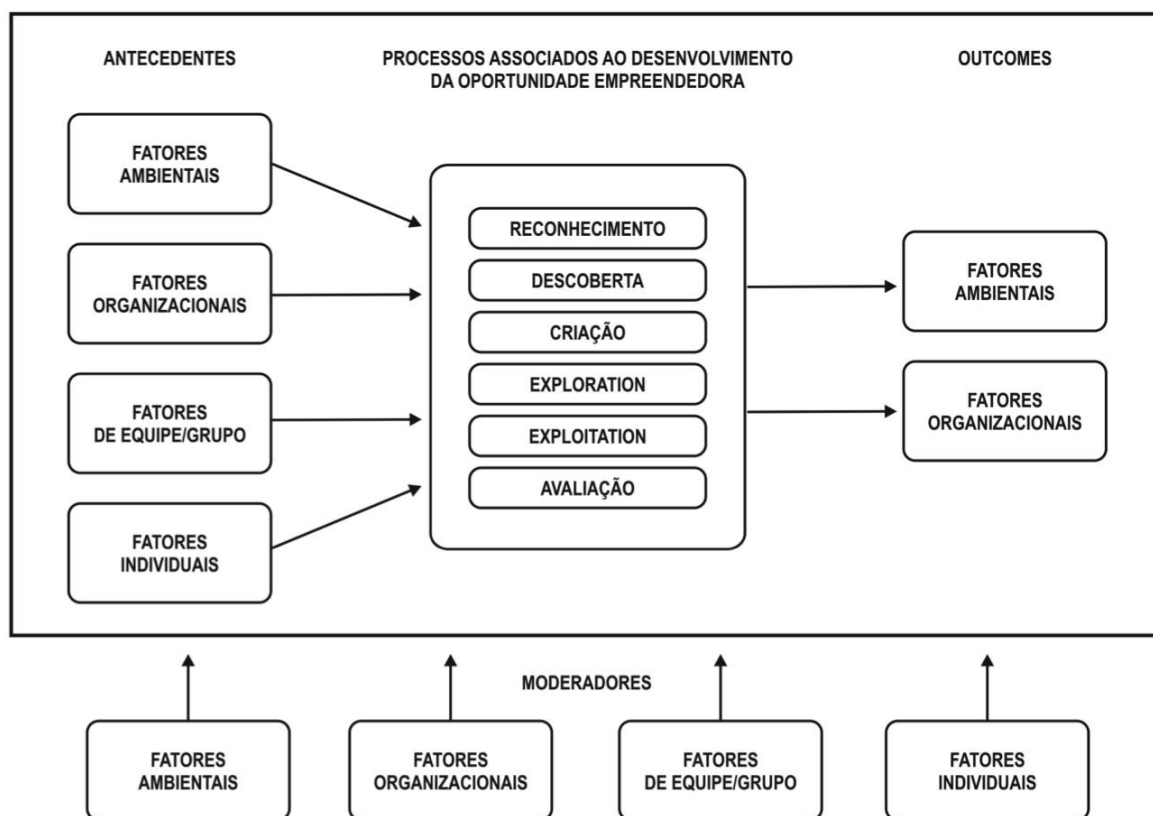 ANTECEDENTES
PROCESSOS ASSOCIADOS AO DESENVOLVIMENTO
DA OPORTUNIDADE EMPREENDEDORA
OUTCOMES
FATORES
AMBIENTAIS
FATORES
ORGANIZACIONAIS
FATORES
DE EQUIPE/GRUPO
FATORES
INDIVIDUAIS
RECONHECIMENTO
DESCOBERTA
CRIAÇÃO
EXPLORATION
EXPLOITATION
AVALIAÇÃO
FATORES
AMBIENTAIS
FATORES
ORGANIZACIONAIS
MODERADORES
FATORES
AMBIENTAIS
FATORES
ORGANIZACIONAIS
FATORES
DE EQUIPE/GRUPO
FATORES
INDIVIDUAIS